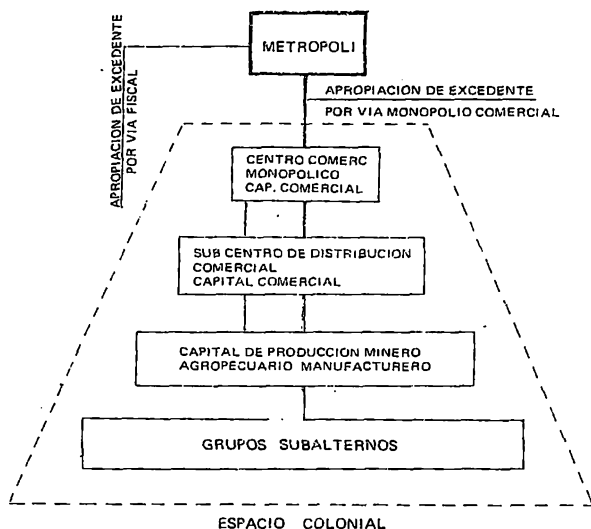 METROPOLI
APROPIACION DE EXCEDENTE
POR VIA FISCAL
APROPIACION DE EXCEDENTE
POR VIA MONOPOLIO COMERCIAL
CENTRO COMERC
MONOPOLICO
CAP. COMERCIAL
SUB CENTRO DE DISTRIBUCION
COMERCIAL
CAPITAL COMERCIAL
CAPITAL DE PRODUCCION MINERO
AGROPECUARIO MANUFACTURERO
GRUPOS SUBALTERNOS
ESPACIO COLONIAL